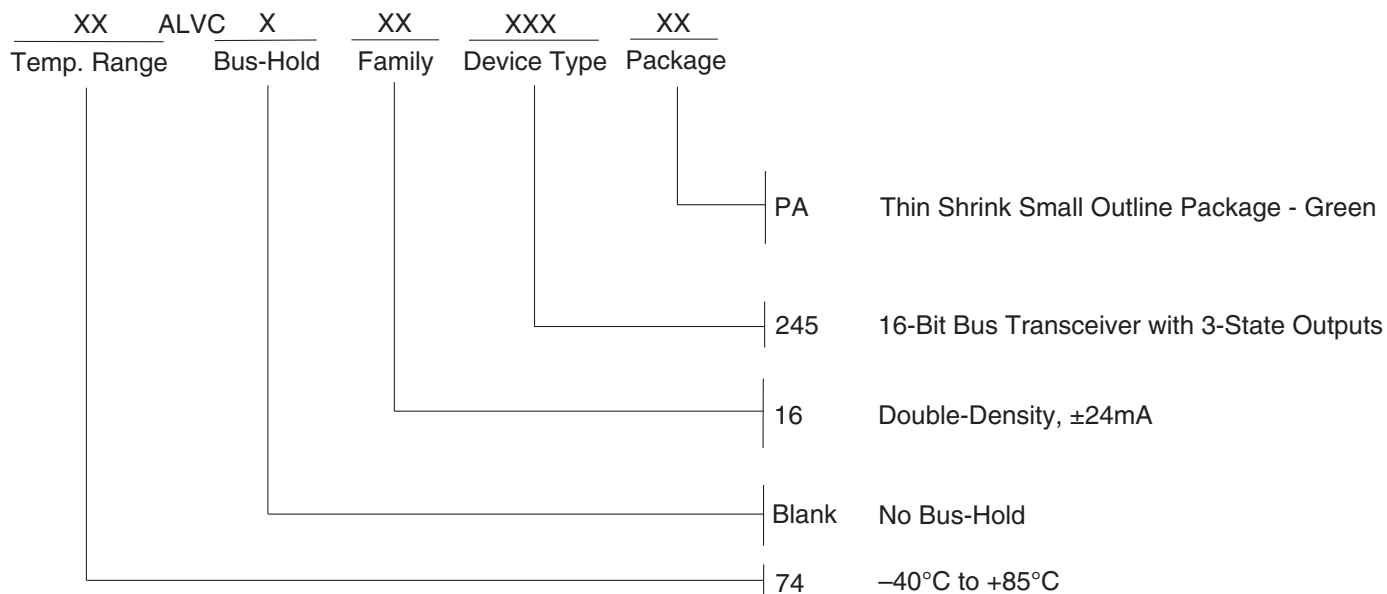 XX ALVC X XX XXX XX
Temp. Range Bus-Hold Family Device Type Package
PA Thin Shrink Small Outline Package - Green
245 16-Bit Bus Transceiver with 3-State Outputs
16 Double-Density, ±24mA
Blank No Bus-Hold
74 –40°C to +85°C